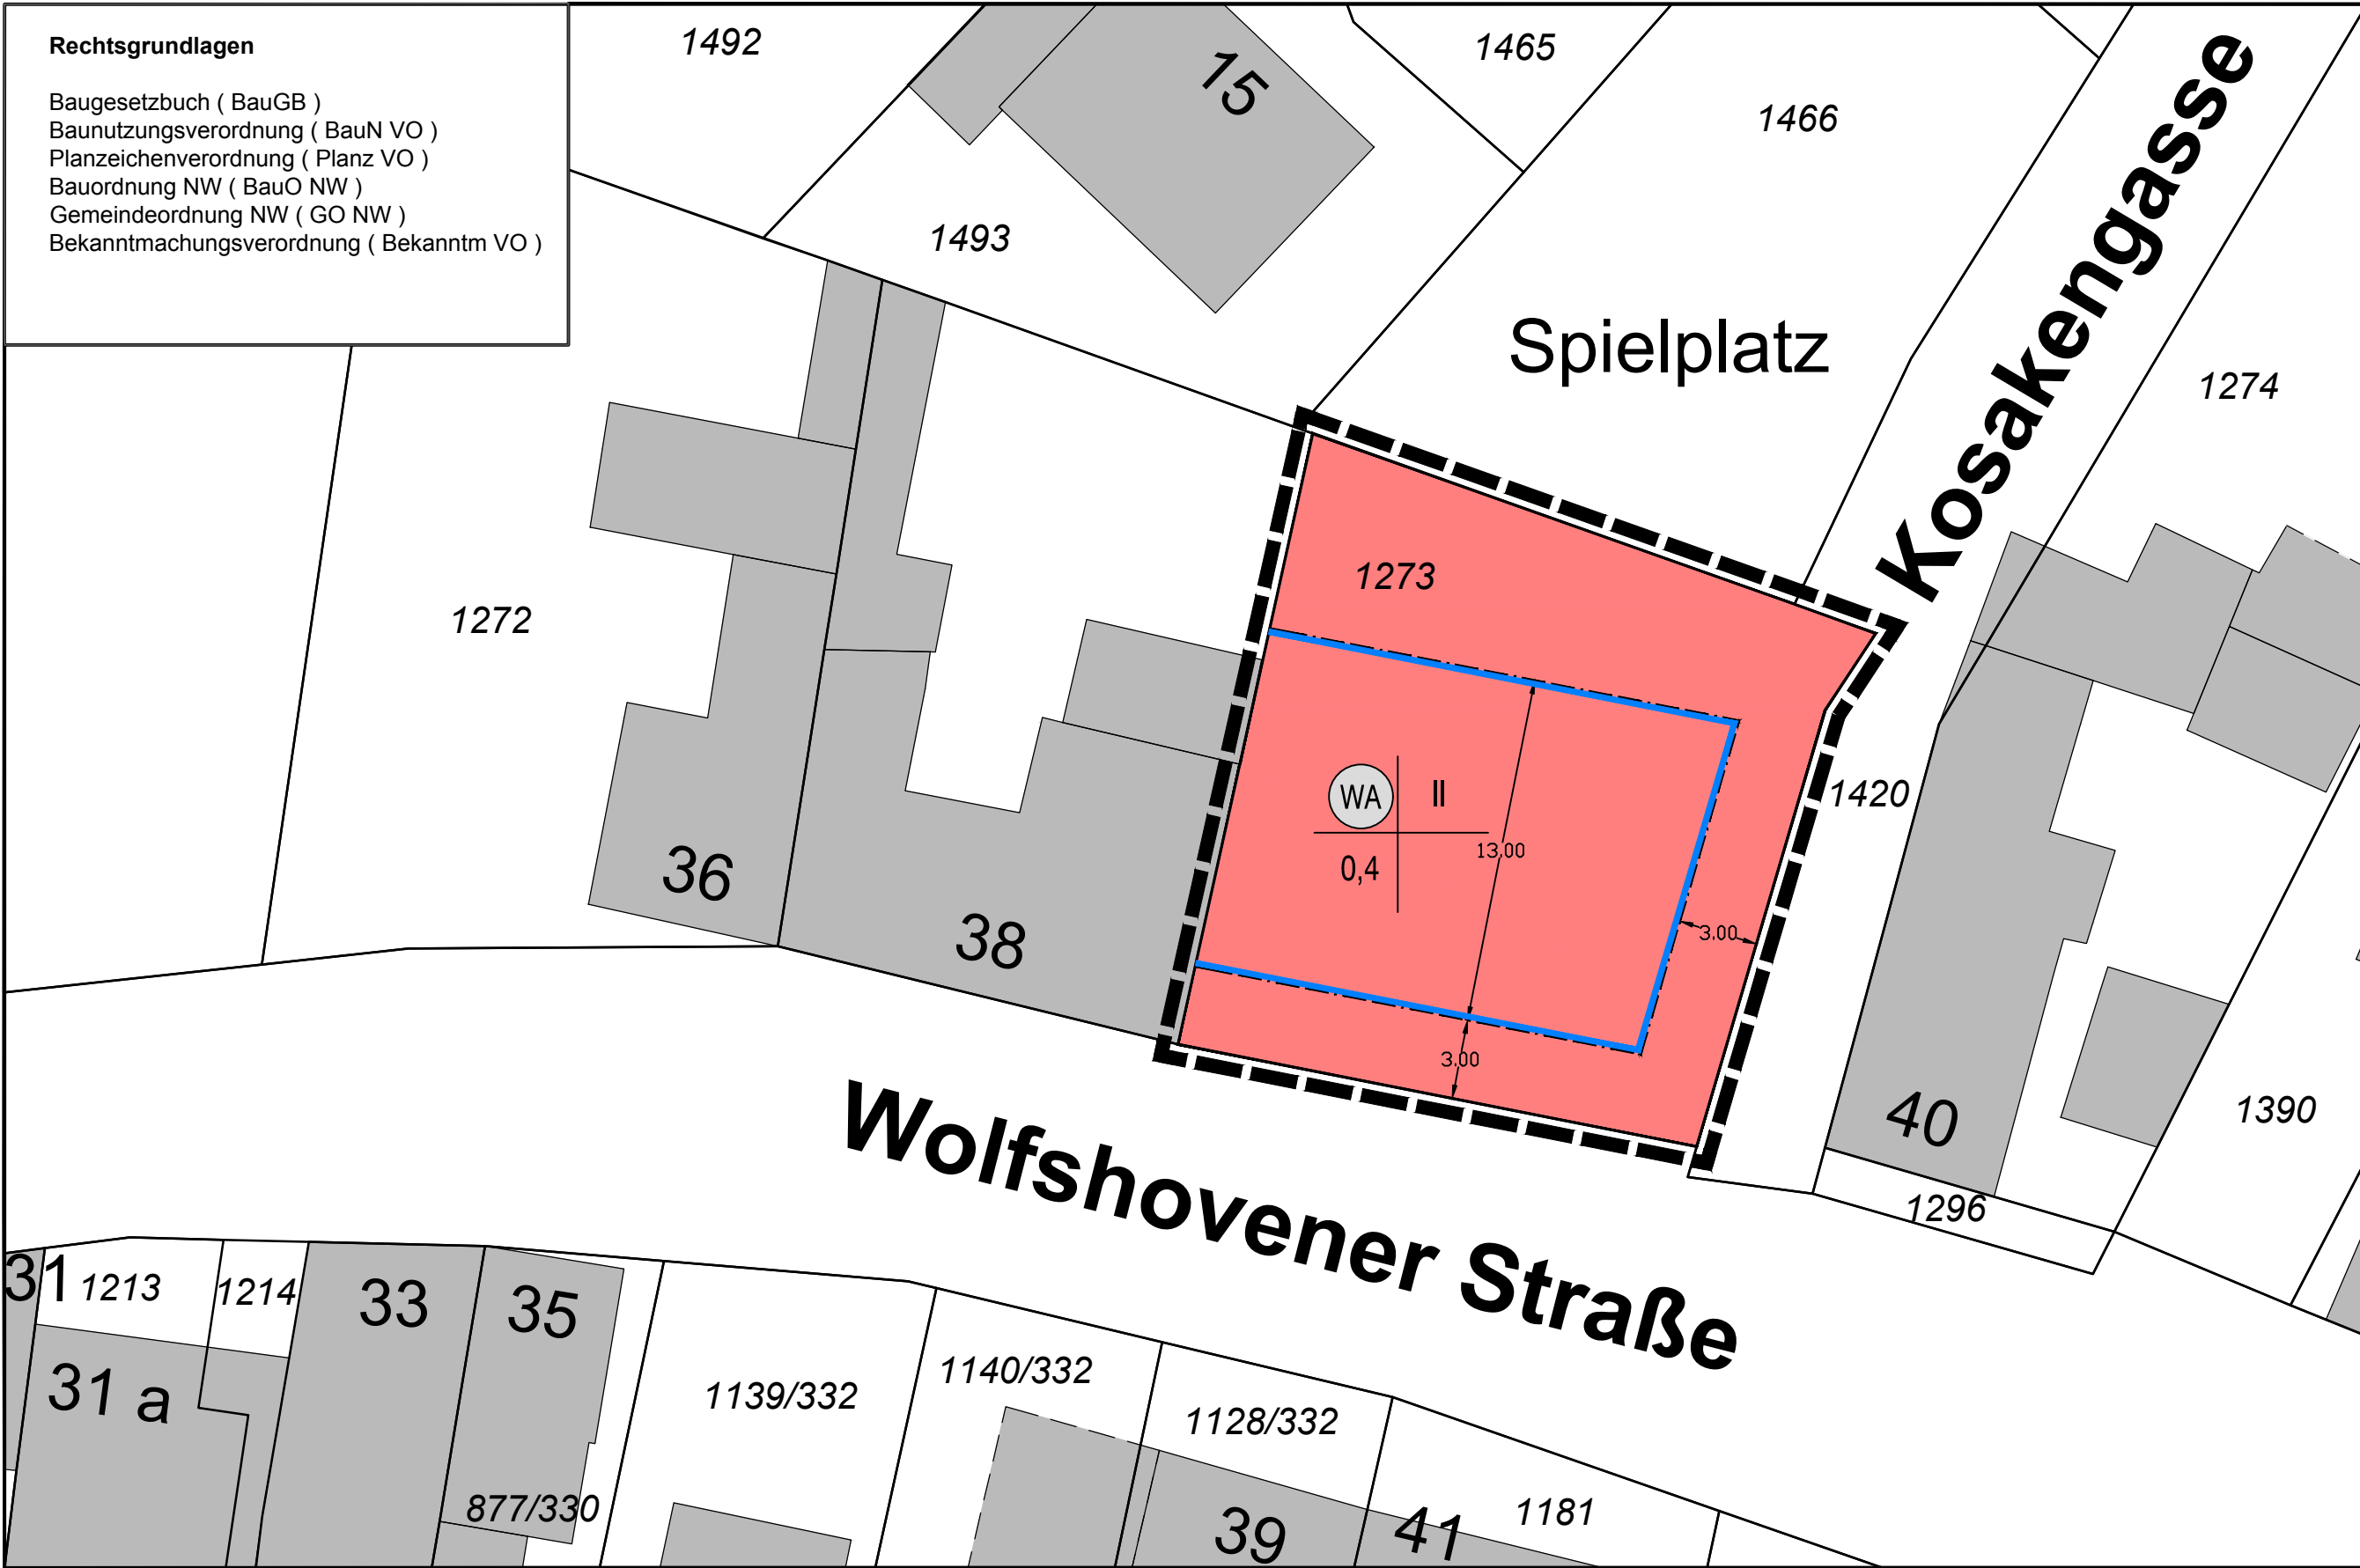 Rechtsgrundlagen
Baugesetzbuch ( BauGB )
Baunutzungsverordnung ( BauN VO )
Planzeichenverordnung ( Planz VO )
Bauordnung NW ( BauO NW )
Gemeindeordnung NW ( GO NW )
Bekanntmachungsverordnung ( Bekanntm VO )
1492
15
1465
1466
1493
Kosakengasse
Spielplatz
1274
1273
1272
WA
II
1420
13.00
0,4
36
38
3.00
3.00
40
1390
Wolfshovener Straße
1296
31
1213
1214
33
35
31 a
1139/332
1140/332
1128/332
877/330
39
41
1181